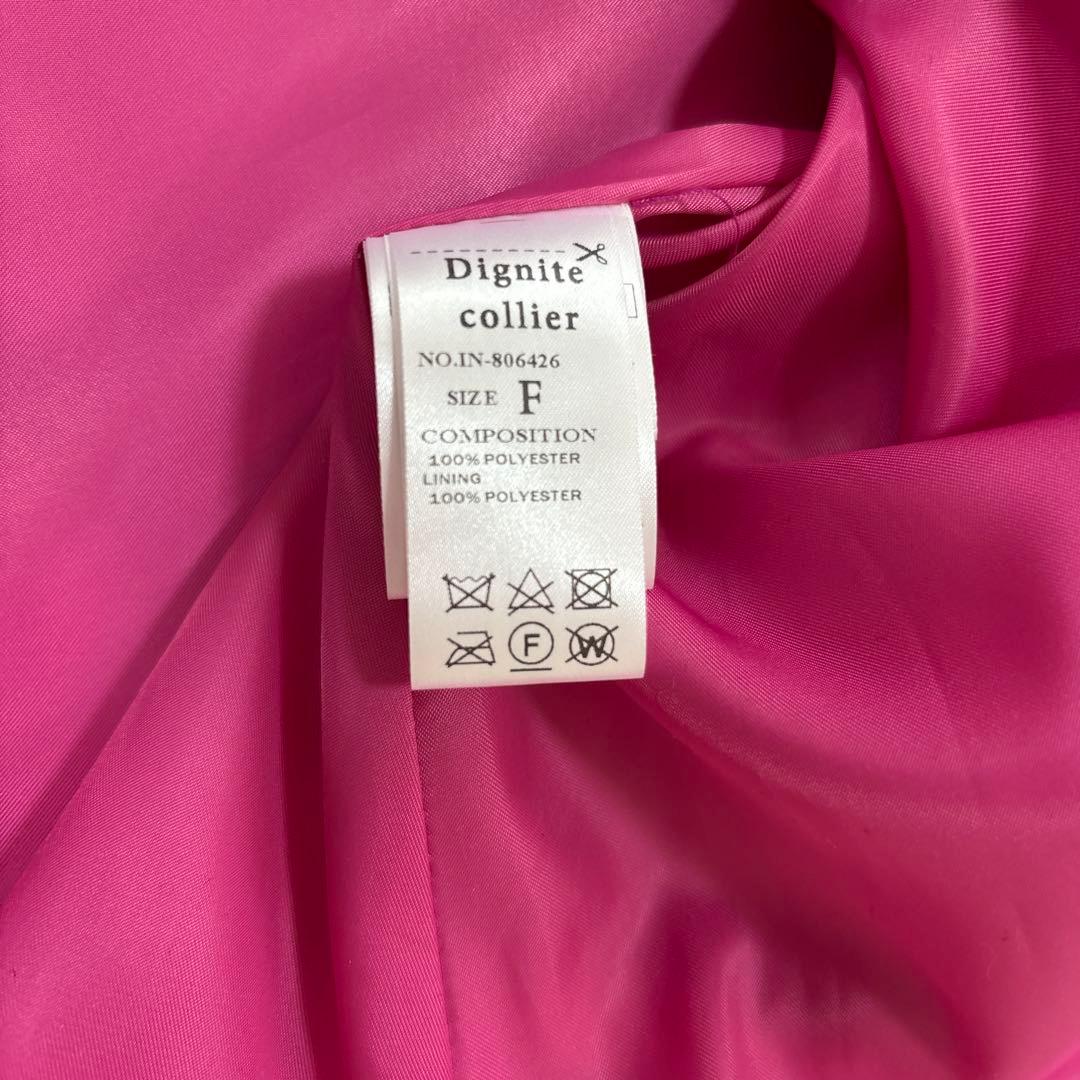 Dignite
collier
NO.IN-806426
SIZE F
COMPOSITION
100% POLYESTER
LINING
100% POLYESTER
F
W